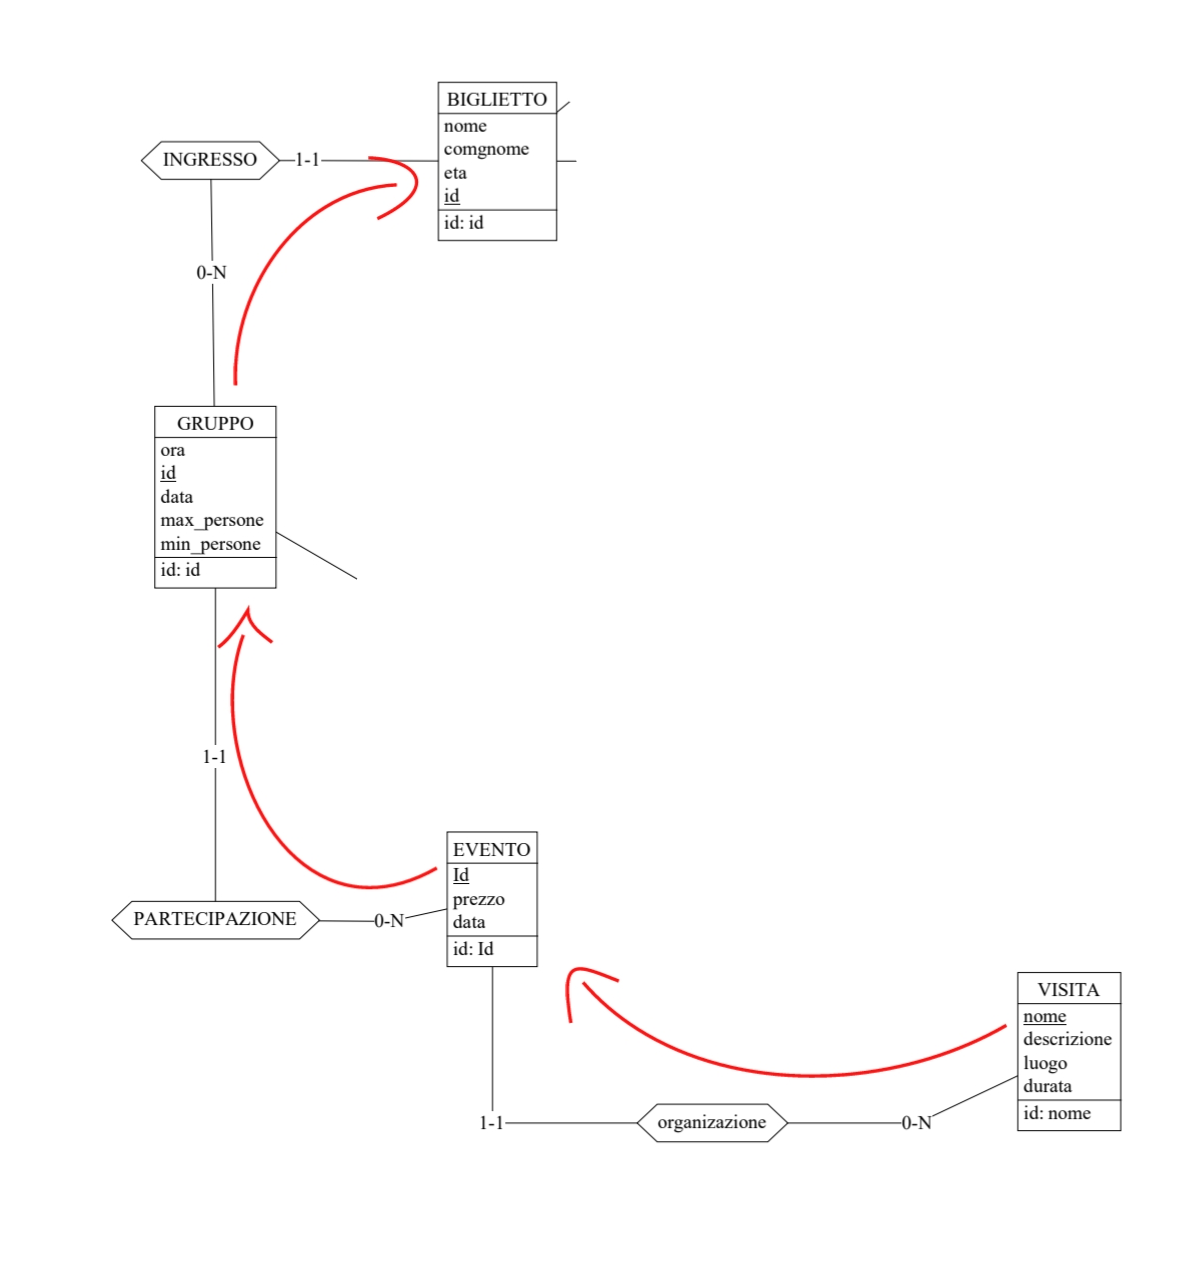 BIGLIETTO
nome
comgnome
eta
id
id: id
INGRESSO
1-1
0-N
GRUPPO
ora
id
data
max_persone
min_persone
id: id
1-1
PARTECIPAZIONE
0-N
EVENTO
Id
prezzo
data
id: Id
1-1
organizazione
0-N
VISITA
nome
descrizione
luogo
durata
id: nome